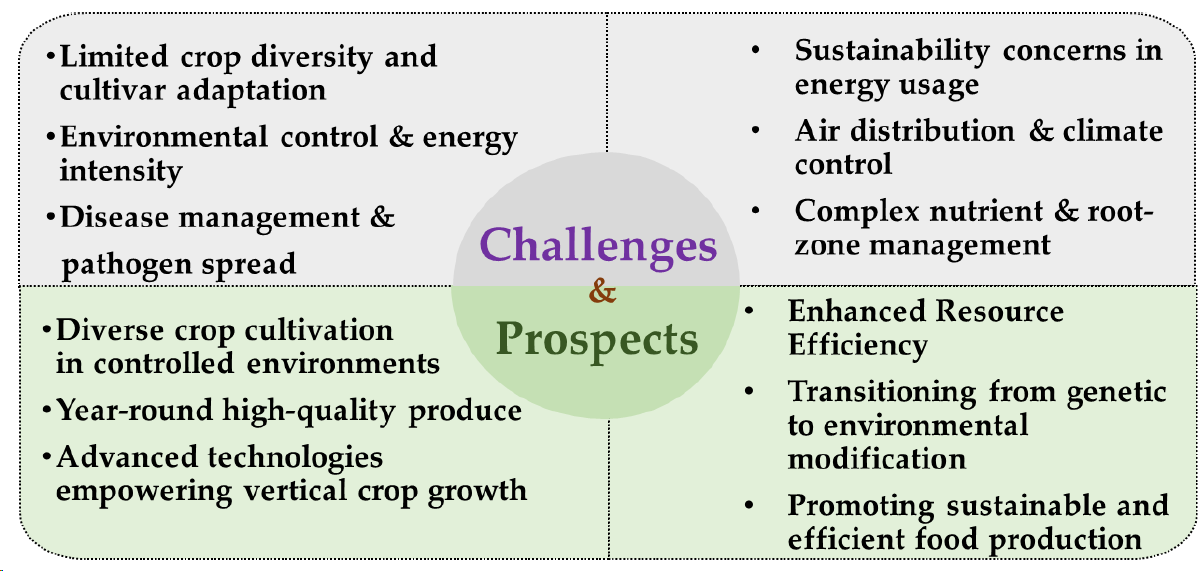 •Limited crop diversity and
cultivar adaptation
•Environmental control & energy
intensity
•Disease management &
pathogen spread
• Sustainability concerns in
energy usage
• Air distribution & climate
control
• Complex nutrient & root-
zone management
Challenges
&
Prospects
•Diverse crop cultivation
in controlled environments
•Year-round high-quality produce
•Advanced technologies
empowering vertical crop growth
• Enhanced Resource
Efficiency
• Transitioning from genetic
to environmental
modification
• Promoting sustainable and
efficient food production